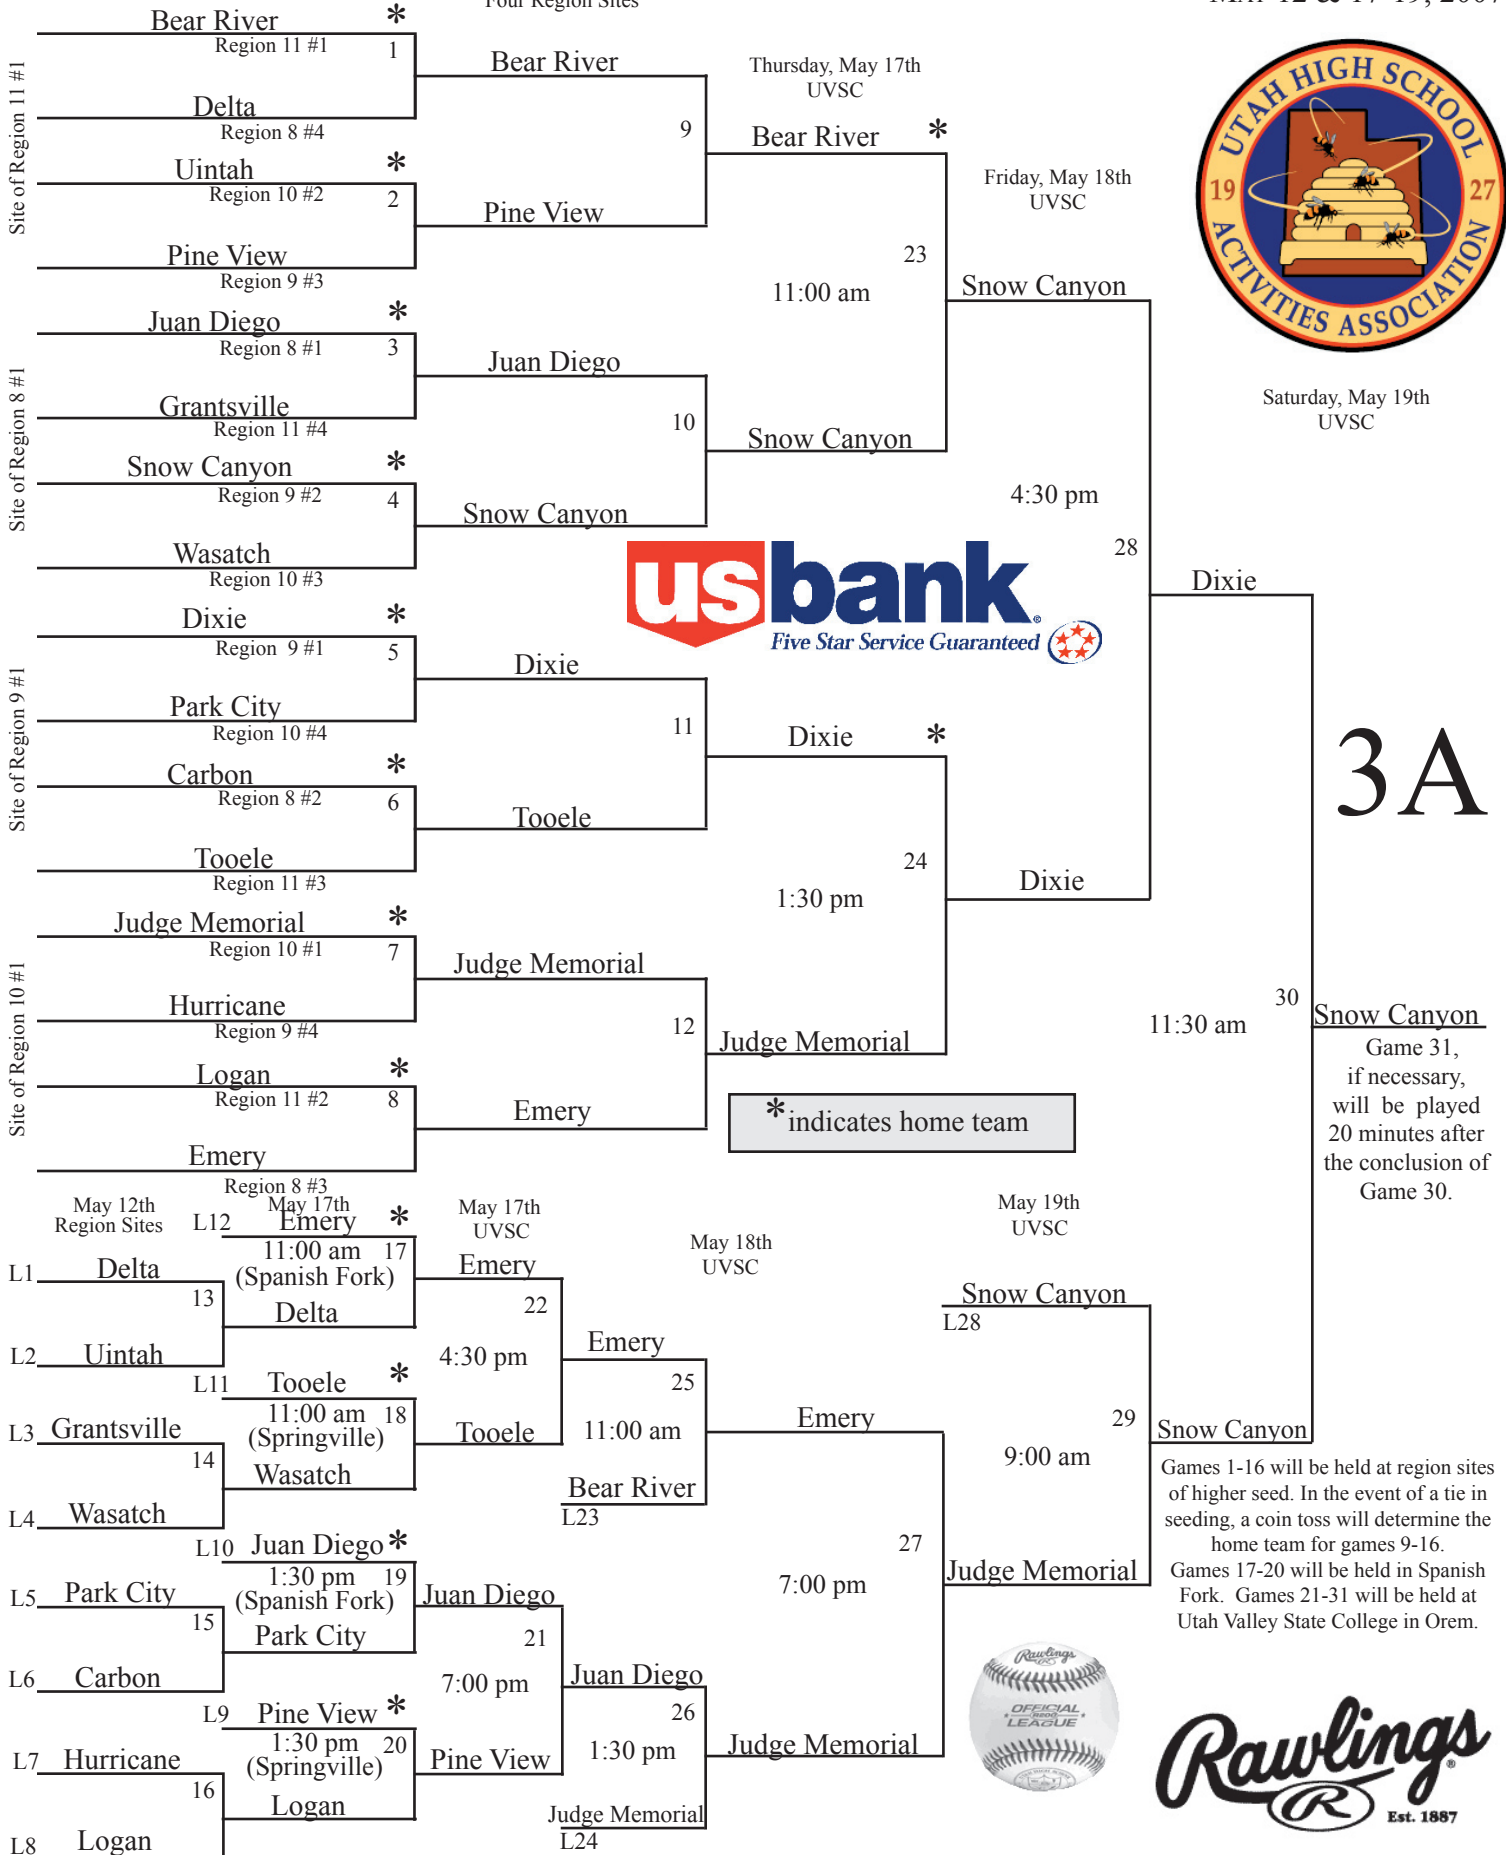 Four Region Sites
MAY 12 & 17-19, 2007
Bear River *
Region 11 #1
1
Delta
Region 8 #4
Site of Region 11 #1
Uintah *
Region 10 #2
2
Pine View
Region 9 #3
Juan Diego *
Region 8 #1
3
Grantsville
Region 11 #4
Site of Region 8 #1
Snow Canyon *
Region 9 #2
4
Wasatch
Region 10 #3
Dixie *
Region 9 #1
5
Park City
Region 10 #4
Site of Region 9 #1
Carbon *
Region 8 #2
6
Tooele
Region 11 #3
Judge Memorial *
Region 10 #1
7
Hurricane
Region 9 #4
Site of Region 10 #1
Logan *
Region 11 #2
8
Emery
Region 8 #3
Bear River
9
Pine View
Juan Diego
10
Snow Canyon
Dixie
11
Tooele
Judge Memorial
12
Emery
Thursday, May 17th
UVSC
Bear River *
23
11:00 am
Snow Canyon
Dixie *
24
1:30 pm
Judge Memorial
Friday, May 18th
UVSC
Snow Canyon
4:30 pm
28
Dixie
UTAH HIGH SCHOOL
19 27
ACTIVITIES ASSOCIATION
Saturday, May 19th
UVSC
usbank®
Five Star Service Guaranteed
Dixie
3A
30
11:30 am
Snow Canyon
Game 31,
if necessary,
will be played
20 minutes after
the conclusion of
Game 30.
* indicates home team
May 12th
Region Sites
L1 Delta
13
L2 Uintah
L3 Grantsville
14
L4 Wasatch
L5 Park City
15
L6 Carbon
L7 Hurricane
16
L8 Logan
May 17th
L12 Emery *
11:00 am 17
(Spanish Fork)
Delta
L11 Tooele *
11:00 am 18
(Springville)
Wasatch
L10 Juan Diego *
1:30 pm 19
(Spanish Fork)
Park City
L9 Pine View *
1:30 pm 20
(Springville)
Logan
May 17th
UVSC
Emery
22
4:30 pm
Tooele
Juan Diego
21
7:00 pm
Pine View
May 18th
UVSC
Emery
25
11:00 am
Bear River
L23
Juan Diego
26
1:30 pm
Judge Memorial
L24
Emery
27
7:00 pm
Judge Memorial
May 19th
UVSC
Snow Canyon
L28
29
9:00 am
Judge Memorial
Snow Canyon
Games 1-16 will be held at region sites
of higher seed. In the event of a tie in
seeding, a coin toss will determine the
home team for games 9-16.
Games 17-20 will be held in Spanish
Fork. Games 21-31 will be held at
Utah Valley State College in Orem.
Rawlings
R
OFFICIAL
R200
LEAGUE
Rawlings®
R
Est. 1887